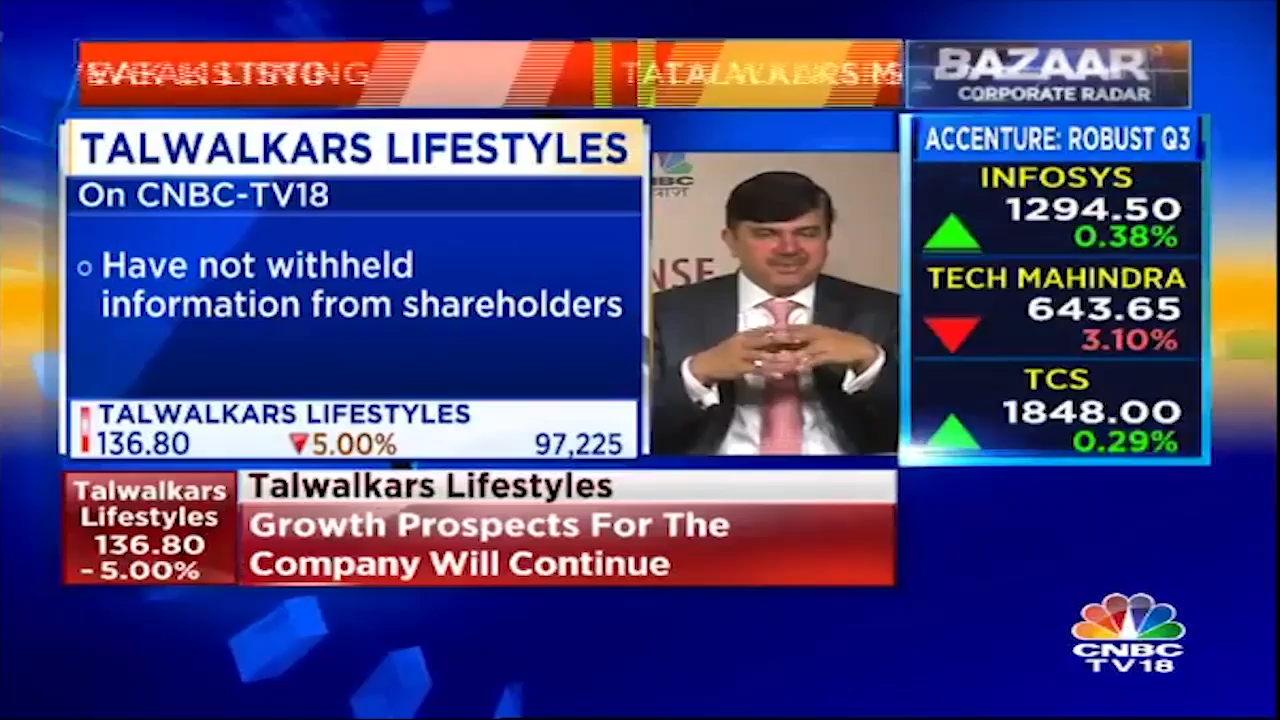 BAZAAR
CORPORATE RADAR
TALWALKARS LIFESTYLES
On CNBC-TV18
Have not withheld
information from shareholders
TALWALKARS LIFESTYLES
136.80 ▼5.00% 97,225
NSE
ACCENTURE: ROBUST Q3
INFOSYS
1294.50
0.38%
TECH MAHINDRA
643.65
3.10%
TCS
1848.00
0.29%
Talwalkars
Lifestyles
136.80
-5.00%
Talwalkars Lifestyles
Growth Prospects For The
Company Will Continue
CNBC
TV18